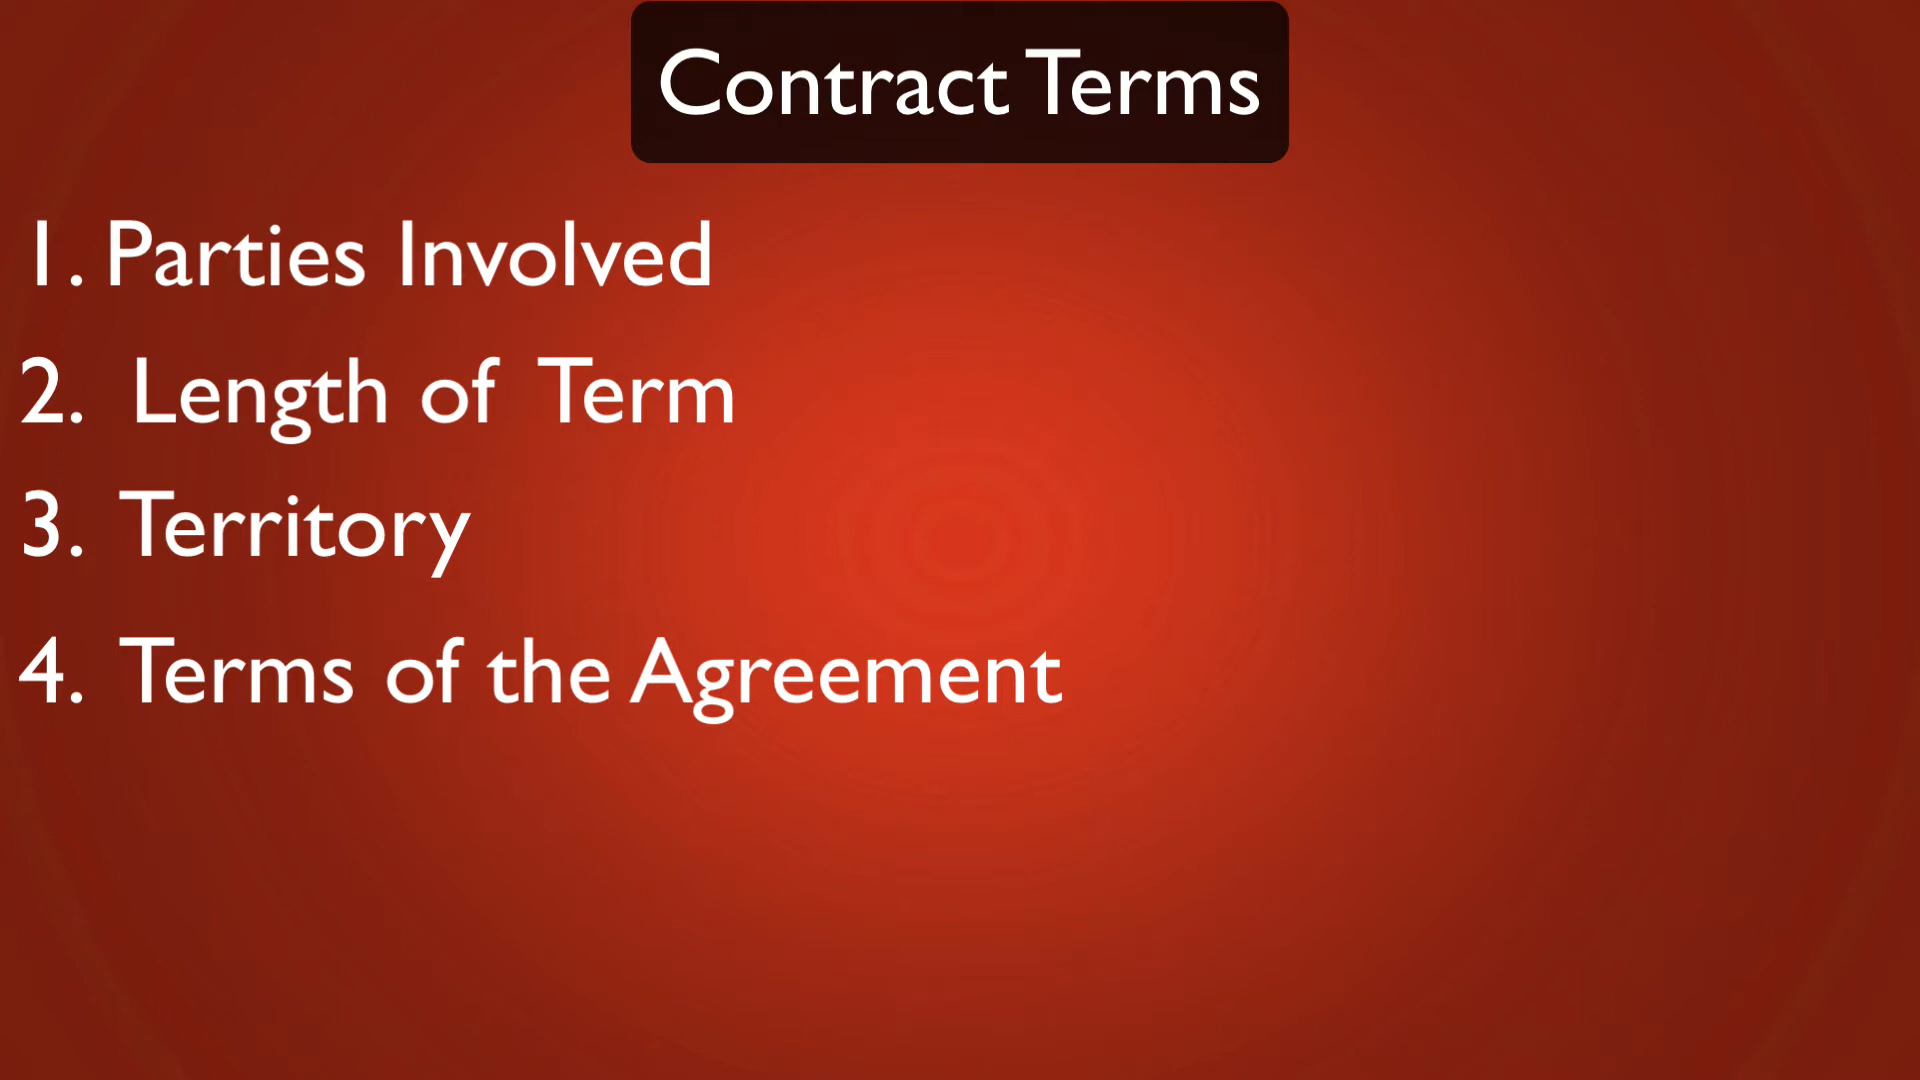 Contract Terms
1. Parties Involved
2. Length of Term
3. Territory
4. Terms of the Agreement